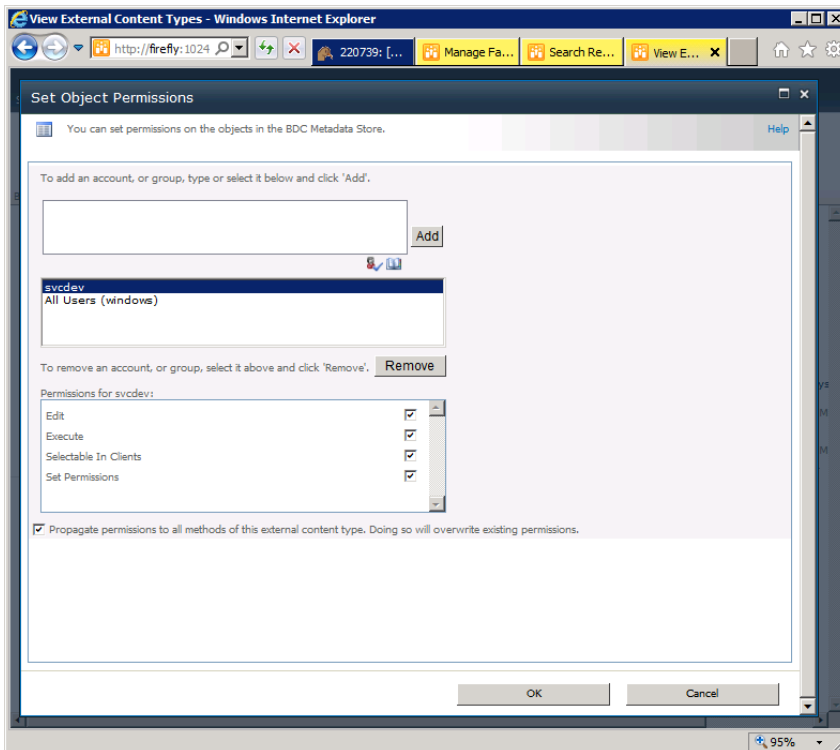 View External Content Types - Windows Internet Explorer
http://firefly:1024
220739: [...
Manage Fa...
Search Re...
View E...
Set Object Permissions
You can set permissions on the objects in the BDC Metadata Store.
Help
To add an account, or group, type or select it below and click 'Add'.
Add
svcdev
All Users (windows)
To remove an account, or group, select it above and click 'Remove'.
Remove
Permissions for svcdev:
Edit
Execute
Selectable In Clients
Set Permissions
Propagate permissions to all methods of this external content type. Doing so will overwrite existing permissions.
OK
Cancel
95%